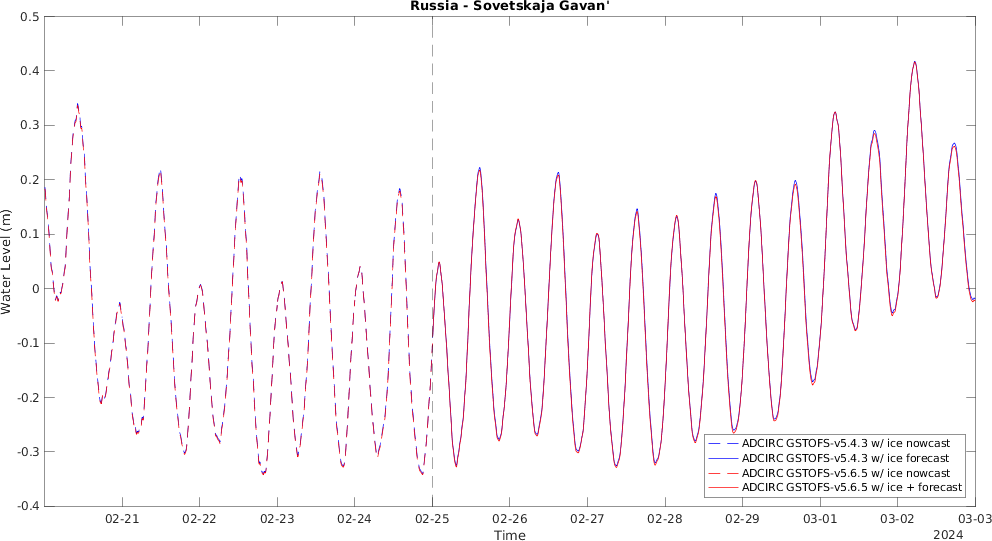 Russia - Sovetskaja Gavan'
0.5
0.4
0.3
0.2
0.1
0
-0.1
-0.2
-0.3
-0.4
Water Level (m)
ADCIRC GSTOFS-v5.4.3 w/ ice nowcast
ADCIRC GSTOFS-v5.4.3 w/ ice forecast
ADCIRC GSTOFS-v5.6.5 w/ ice nowcast
ADCIRC GSTOFS-v5.6.5 w/ ice + forecast
02-21 02-22 02-23 02-24 02-25 02-26 02-27 02-28 02-29 03-01 03-02 03-03
Time
2024